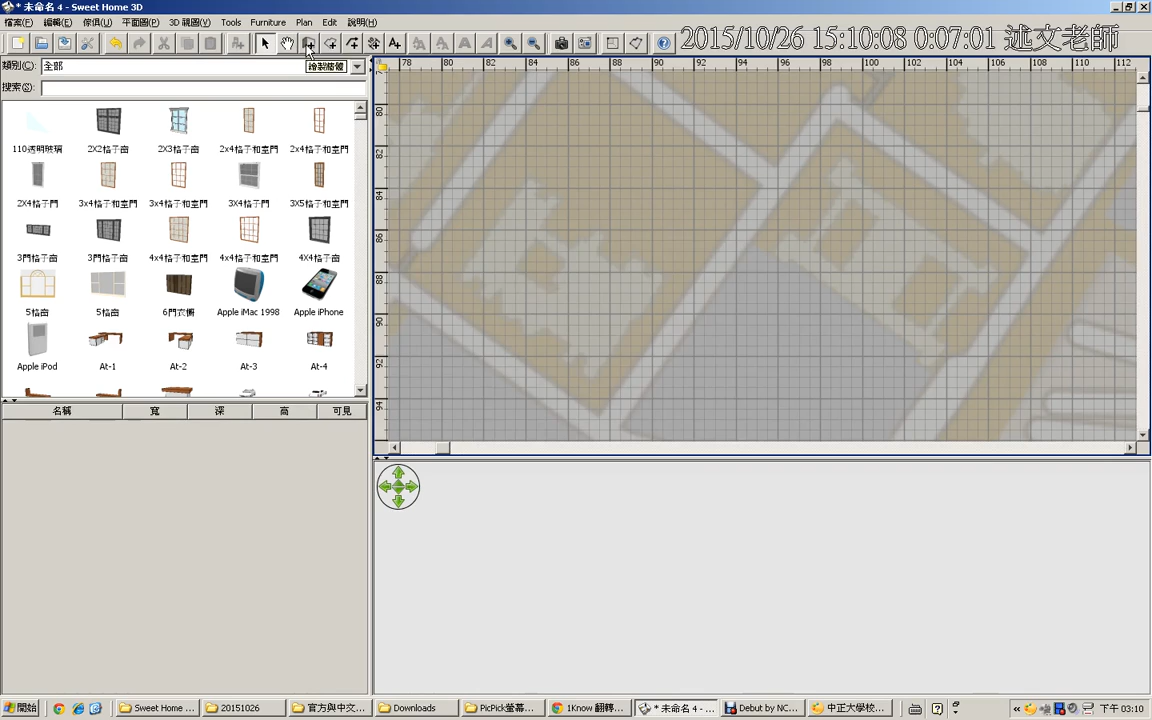 * 未命名 4 - Sweet Home 3D
檔案(F) 編輯(E) 傢俱(U) 平面圖(P) 3D 視圖(V) Tools Furniture Plan Edit 說明(H)
2015/10/26 15:10:08 0:07:01 述文老師
類別(C): 全部
繪製牆體
搜索(S):
78 80 82 84 86 88 90 92 94 96 98 100 102 104 106 108 110 112
80
82
84
86
88
90
92
94
110透明玻璃 2X2格子窗 2X3格子窗 2x4格子和室門 2x4格子和室門
2X4格子門 3x4格子和室門 3x4格子和室門 3X4格子門 3X5格子和室門
3門格子窗 3門格子窗 4x4格子和室門 4x4格子和室門 4X4格子窗
5格窗 5格窗 6門衣櫥 Apple iMac 1998 Apple iPhone
Apple iPod At-1 At-2 At-3 At-4
名稱 寬 深 高 可見
開始 Sweet Home ... 20151026 官方與中文... Downloads PicPick螢幕... 1Know 翻轉... * 未命名 4 - ... Debut by NC... 中正大學校... « 下午 03:10